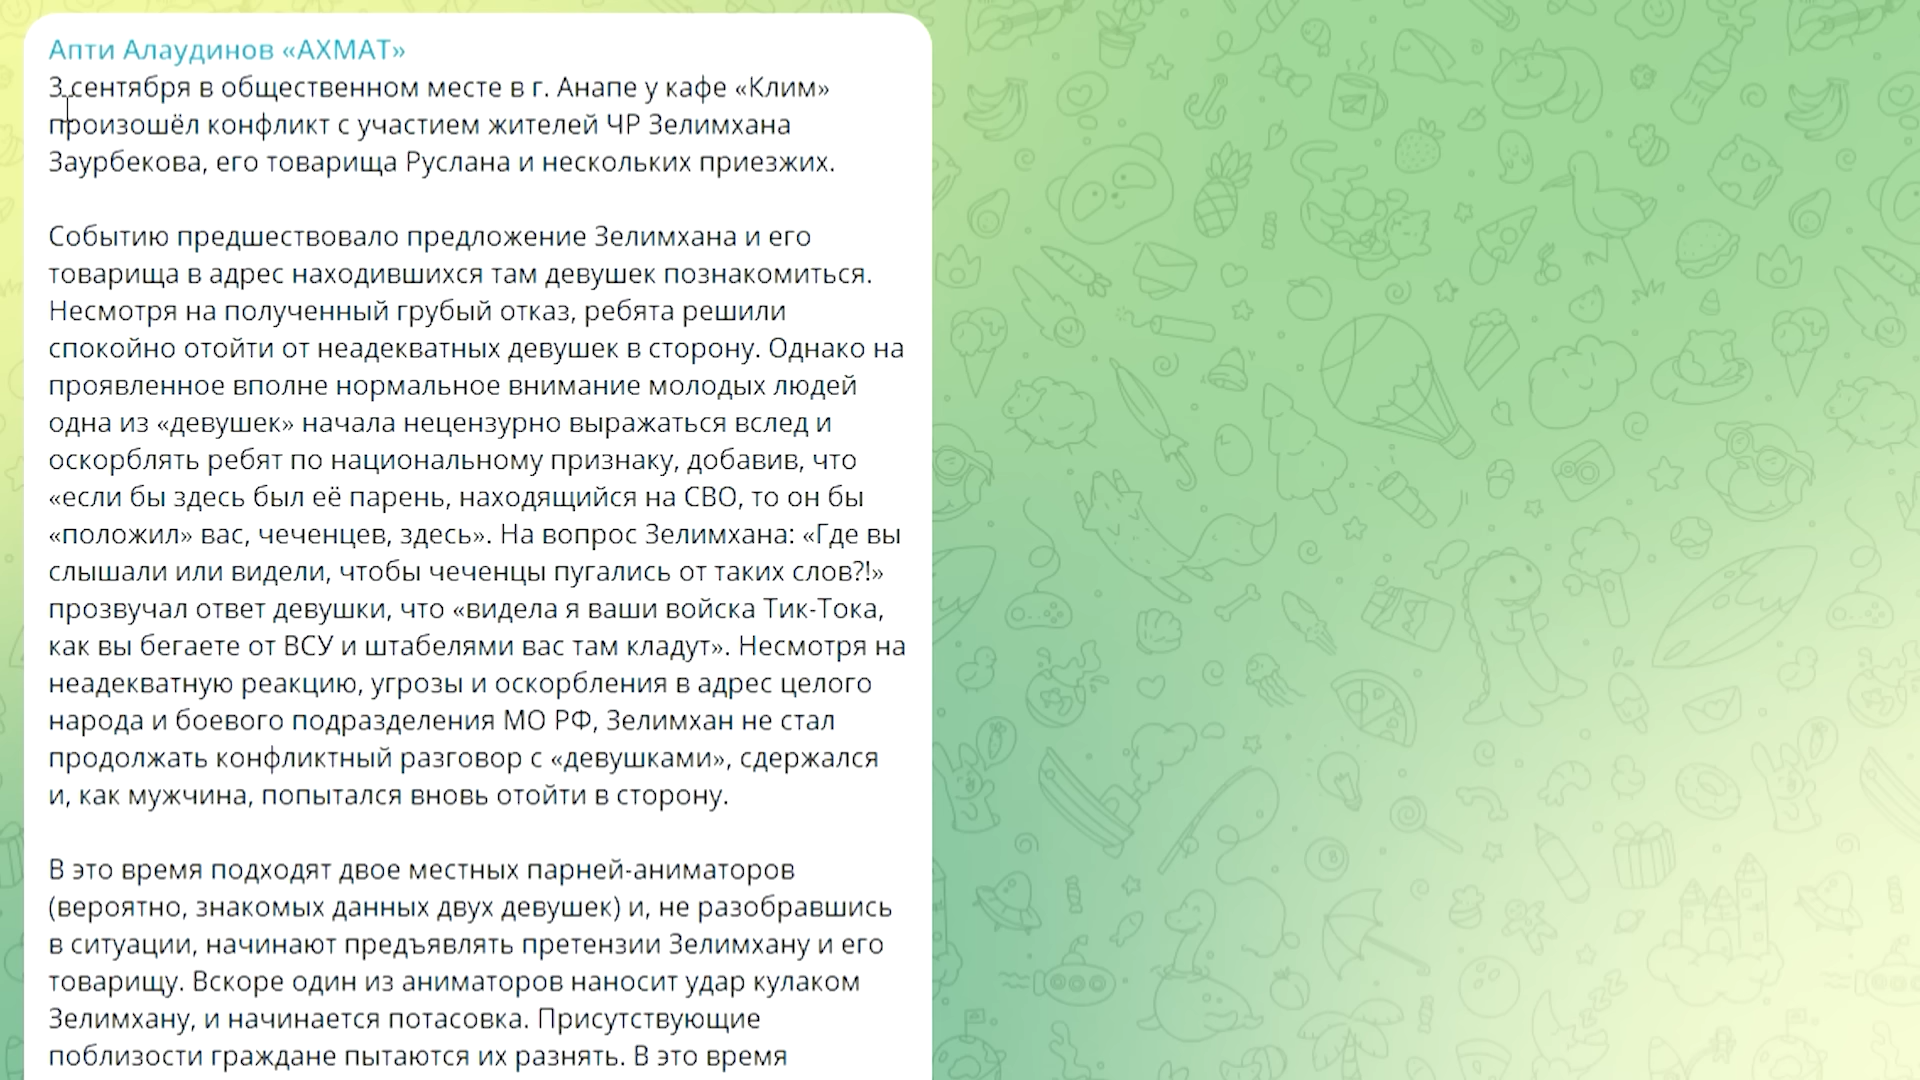 Апти Алаудинов «АХМАТ»
3 сентября в общественном месте в г. Анапе у кафе «Клим»
произошёл конфликт с участием жителей ЧР Зелимхана
Заурбекова, его товарища Руслана и нескольких приезжих.
Событию предшествовало предложение Зелимхана и его
товарища в адрес находившихся там девушек познакомиться.
Несмотря на полученный грубый отказ, ребята решили
спокойно отойти от неадекватных девушек в сторону. Однако на
проявленное вполне нормальное внимание молодых людей
одна из «девушек» начала нецензурно выражаться вслед и
оскорблять ребят по национальному признаку, добавив, что
«если бы здесь был её парень, находящийся на СВО, то он бы
«положил» вас, чеченцев, здесь». На вопрос Зелимхана: «Где вы
слышали или видели, чтобы чеченцы пугались от таких слов?!»
прозвучал ответ девушки, что «видела я ваши войска Тик-Тока,
как вы бегаете от ВСУ и штабелями вас там кладут». Несмотря на
неадекватную реакцию, угрозы и оскорбления в адрес целого
народа и боевого подразделения МО РФ, Зелимхан не стал
продолжать конфликтный разговор с «девушками», сдержался
и, как мужчина, попытался вновь отойти в сторону.
В это время подходят двое местных парней-аниматоров
(вероятно, знакомых данных двух девушек) и, не разобравшись
в ситуации, начинают предъявлять претензии Зелимхану и его
товарищу. Вскоре один из аниматоров наносит удар кулаком
Зелимхану, и начинается потасовка. Присутствующие
поблизости граждане пытаются их разнять. В это время